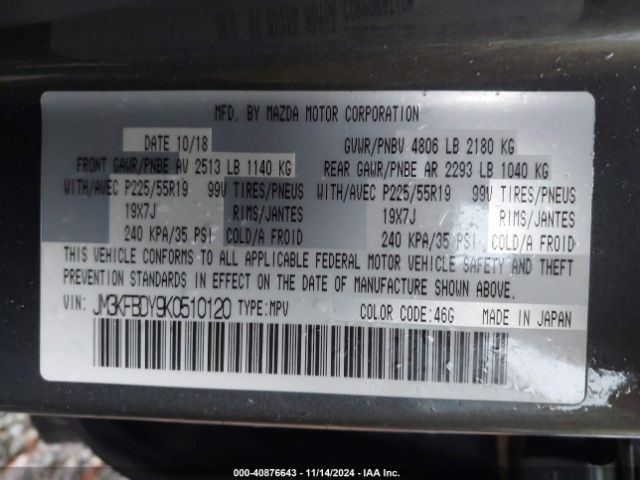 MFD. BY MAZDA MOTOR CORPORATION
DATE 10/18 GVWR/PNBV 4806 LB 2180 KG
FRONT GAWR/PNBE AV 2513 LB 1140 KG REAR GAWR/PNBE AR 2293 LB 1040 KG
WITH/AVEC P225/55R19 99V TIRES/PNEUS WITH/AVEC P225/55R19 99V TIRES/PNEUS
19X7J RIMS/JANTES 19X7J RIMS/JANTES
240 KPA/35 PSI COLD/A FROID 240 KPA/35 PSI COLD/A FROID
THIS VEHICLE CONFORMS TO ALL APPLICABLE FEDERAL MOTOR VEHICLE SAFETY AND THEFT
PREVENTION STANDARDS IN EFFECT ON THE DATE OF MANUFACTURE SHOWN ABOVE.
VIN: JM3KFBDY9K0510120 TYPE:MPV COLOR CODE:46G MADE IN JAPAN
000-40876643 - 11/14/2024 - IAA Inc.